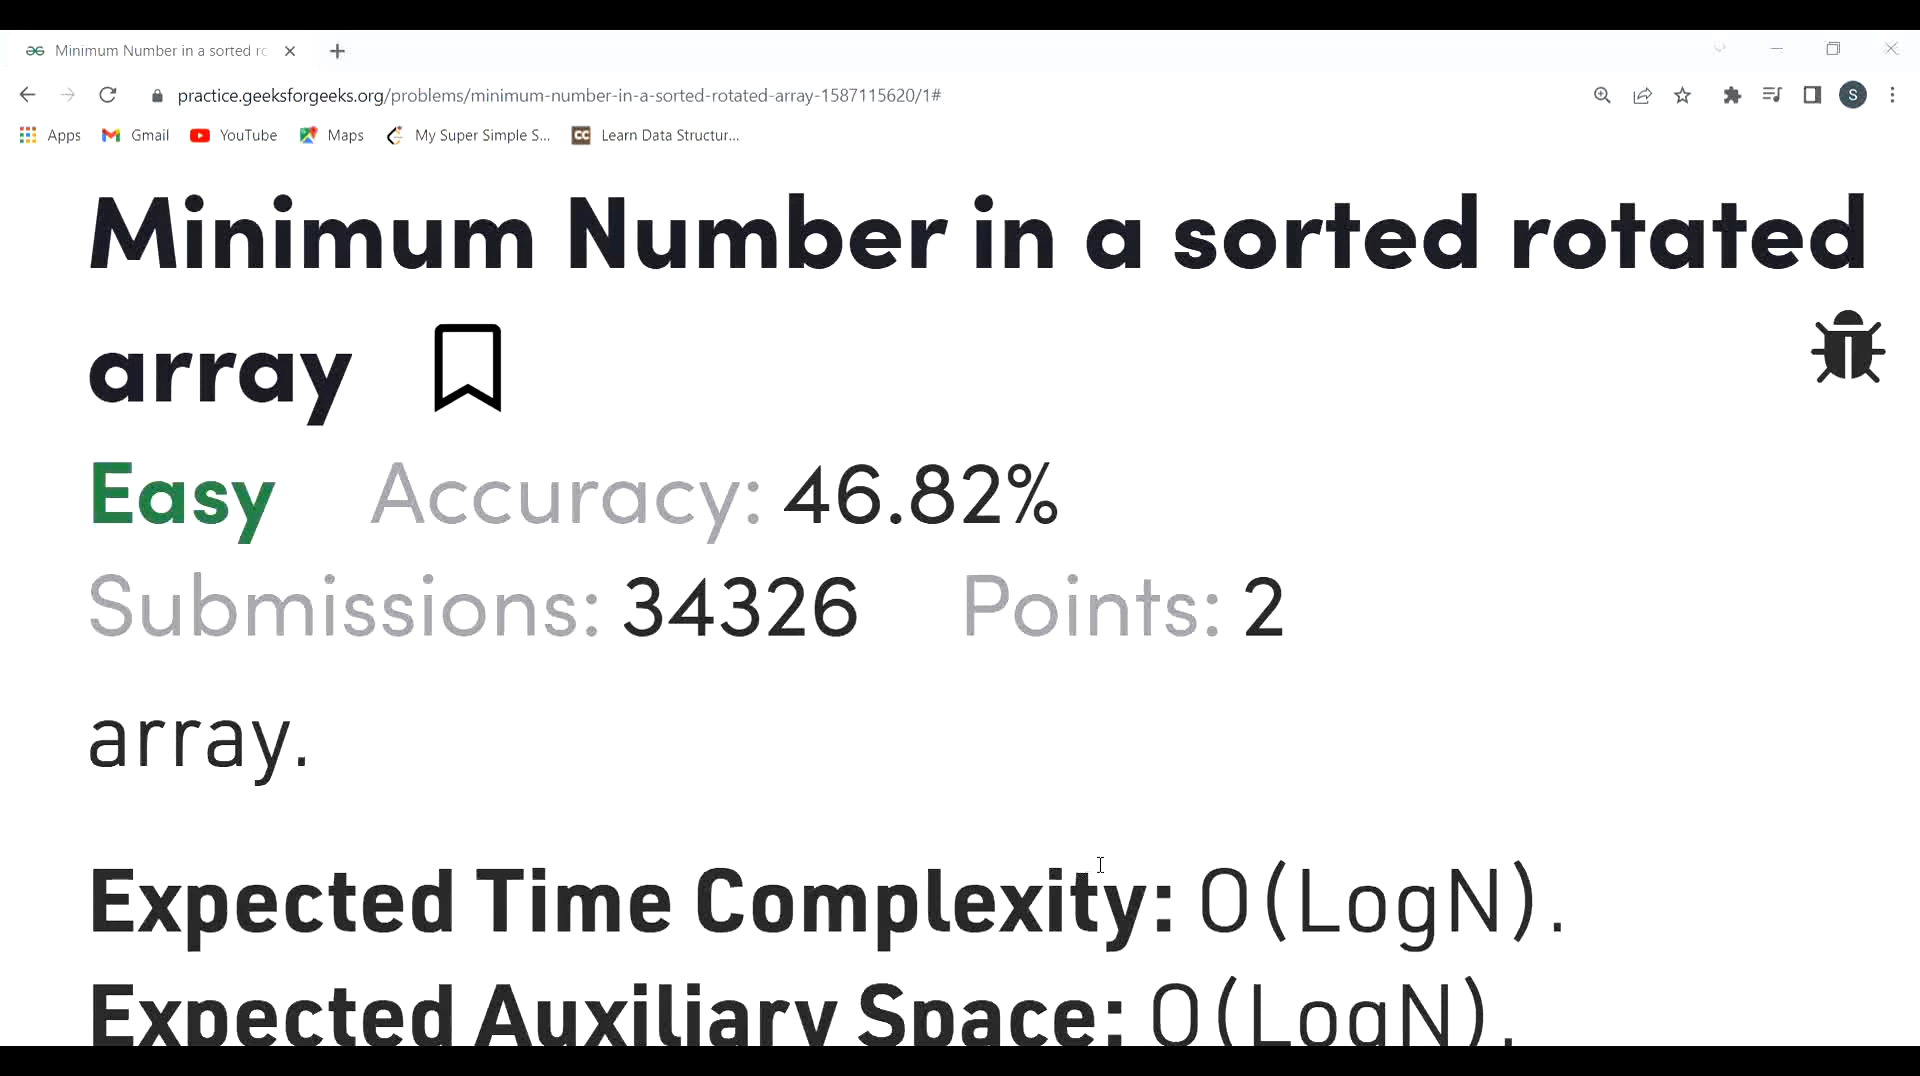 Minimum Number in a sorted rc
practice.geeksforgeeks.org/problems/minimum-number-in-a-sorted-rotated-array-1587115620/1#
S
Apps Gmail YouTube Maps My Super Simple S... CC Learn Data Structur...
Minimum Number in a sorted rotated
array
Easy Accuracy: 46.82%
Submissions: 34326 Points: 2
array.
Expected Time Complexity: O(LogN).
Expected Auxiliary Space: O(LogN).